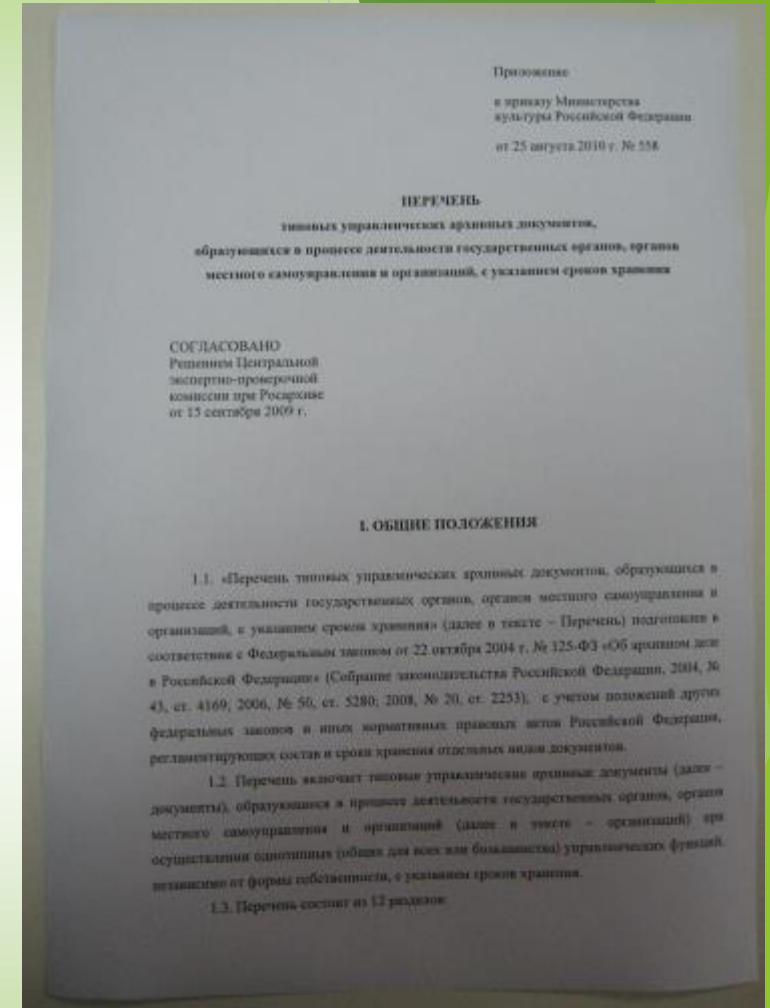 Приложение
к приказу Министерства
культуры Российской Федерации
от 25 августа 2010 г. № 558
ПЕРЕЧЕНЬ
типовых управленческих архивных документов,
образующихся в процессе деятельности государственных органов, органов
местного самоуправления и организаций, с указанием сроков хранения
СОГЛАСОВАНО
Решением Центральной
экспертно-проверочной
комиссии при Росархиве
от 15 сентября 2009 г.
1. ОБЩИЕ ПОЛОЖЕНИЯ
1.1. «Перечень типовых управленческих архивных документов, образующихся в
процессе деятельности государственных органов, органов местного самоуправления и
организаций, с указанием сроков хранения» (далее в тексте – Перечень) подготовлен в
соответствии с Федеральным законом от 22 октября 2004 г. № 125-ФЗ «Об архивном деле
в Российской Федерации» (Собрание законодательства Российской Федерации, 2004, №
43, ст. 4169; 2006, № 50, ст. 5280; 2008, № 20, ст. 2253), с учетом положений других
федеральных законов и иных нормативных правовых актов Российской Федерации,
регламентирующих состав и сроки хранения отдельных видов документов.
1.2. Перечень включает типовые управленческие архивные документы (далее –
документы), образующиеся в процессе деятельности государственных органов, органов
местного самоуправления и организаций (далее в тексте – организаций) при
осуществлении однотипных (общих для всех или большинства) управленческих функций,
независимо от формы собственности, с указанием сроков хранения.
1.3. Перечень состоит из 12 разделов: